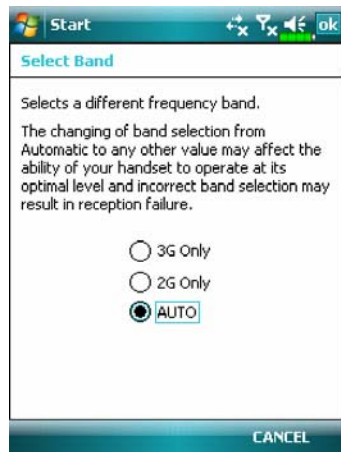 Start ok
Select Band
Selects a different frequency band.
The changing of band selection from
Automatic to any other value may affect the
ability of your handset to operate at its
optimal level and incorrect band selection may
result in reception failure.
3G Only
2G Only
AUTO
CANCEL